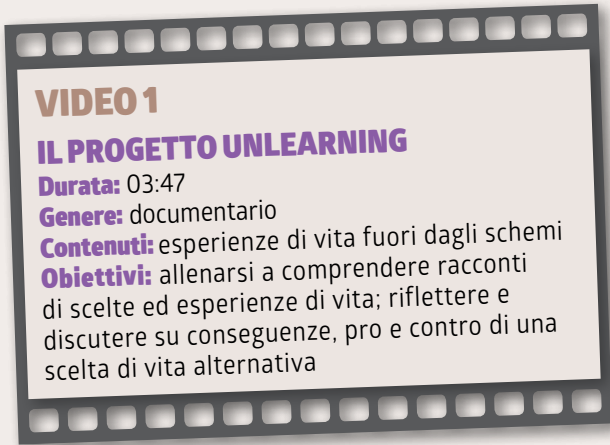 VIDEO 1
IL PROGETTO UNLEARNING
Durata: 03:47
Genere: documentario
Contenuti: esperienze di vita fuori dagli schemi
Obiettivi: allenarsi a comprendere racconti
di scelte ed esperienze di vita; riflettere e
discutere su conseguenze, pro e contro di una
scelta di vita alternativa